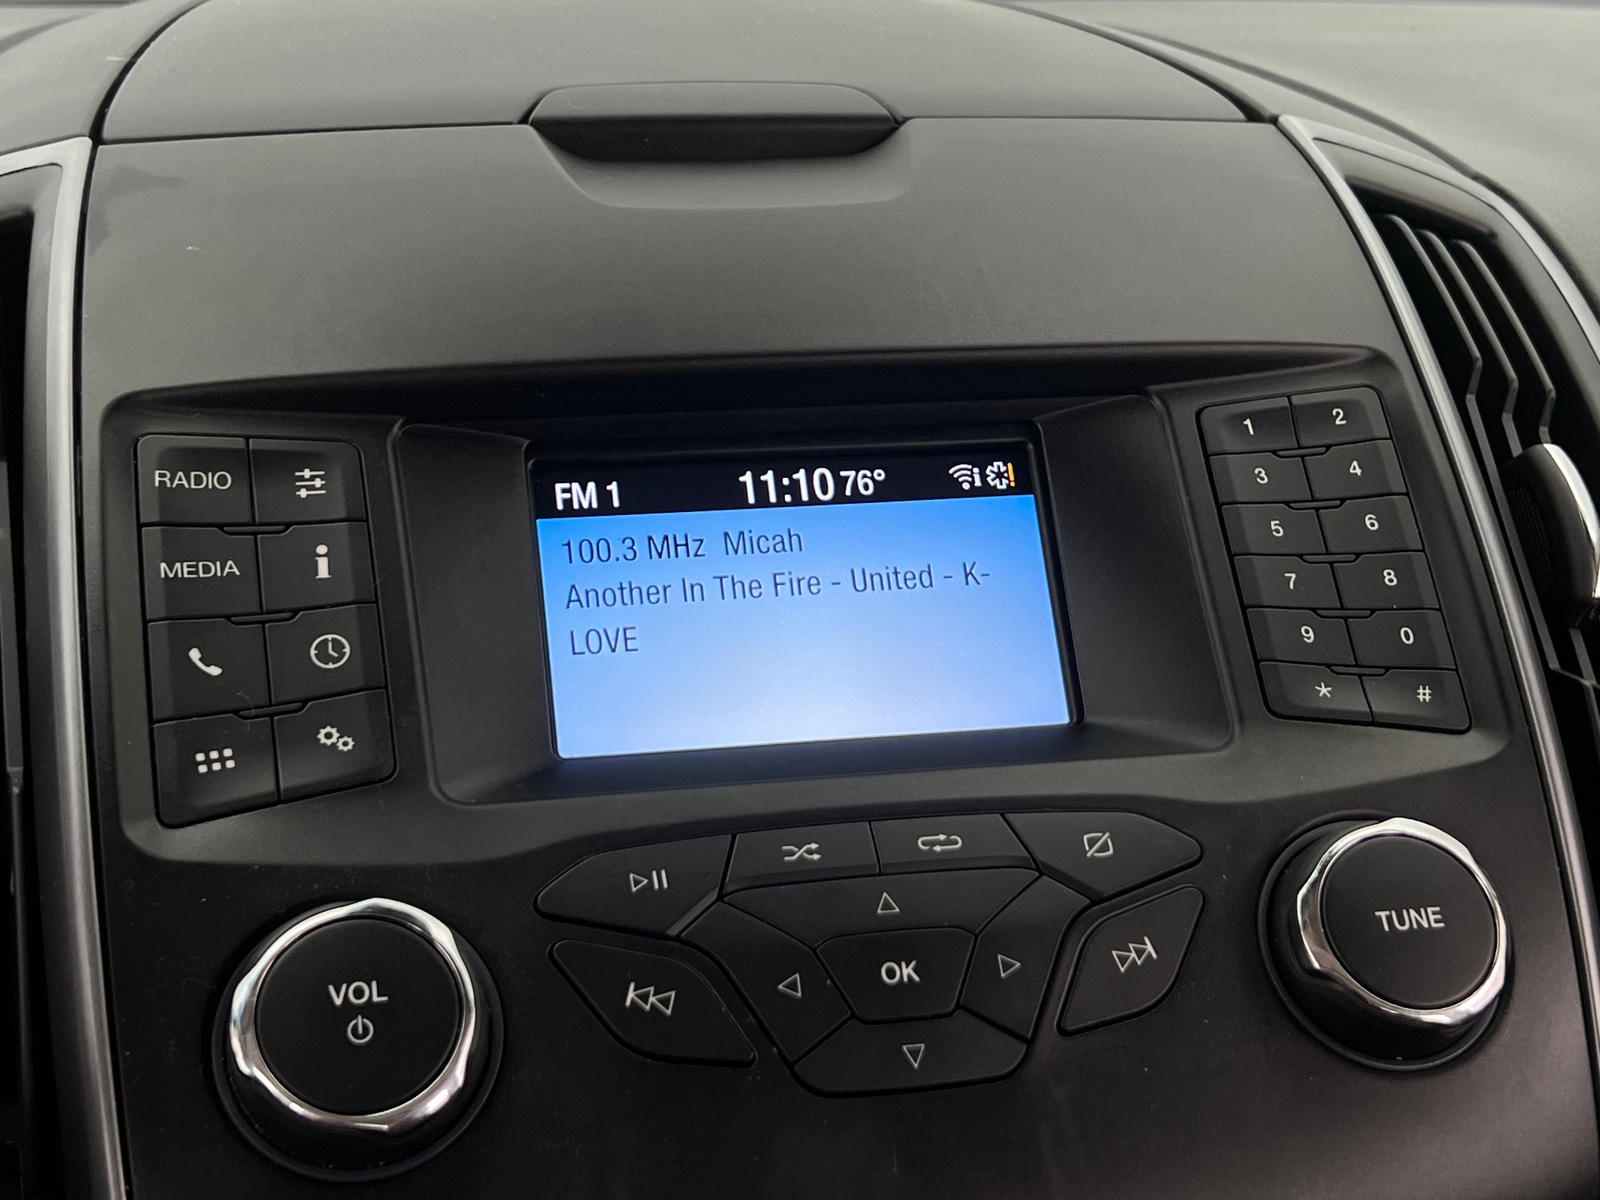 FM 1 11:10 76°
100.3 MHz Micah
Another In The Fire - United - K-
LOVE
RADIO
MEDIA
1 2
3 4
5 6
7 8
9 0
* #
VOL
OK
TUNE